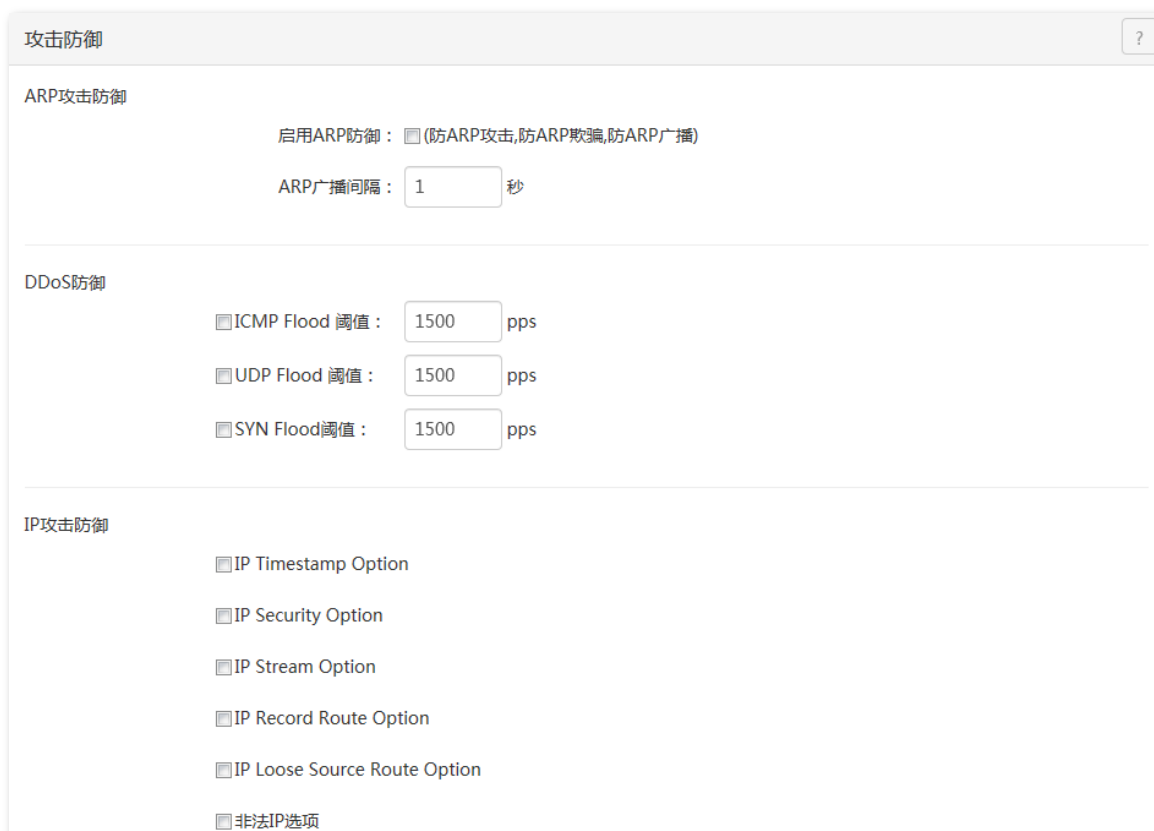 攻击防御
?
ARP攻击防御
启用ARP防御： (防ARP攻击,防ARP欺骗,防ARP广播)
ARP广播间隔： 1 秒
DDoS防御
ICMP Flood 阈值： 1500 pps
UDP Flood 阈值： 1500 pps
SYN Flood阈值： 1500 pps
IP攻击防御
IP Timestamp Option
IP Security Option
IP Stream Option
IP Record Route Option
IP Loose Source Route Option
非法IP选项